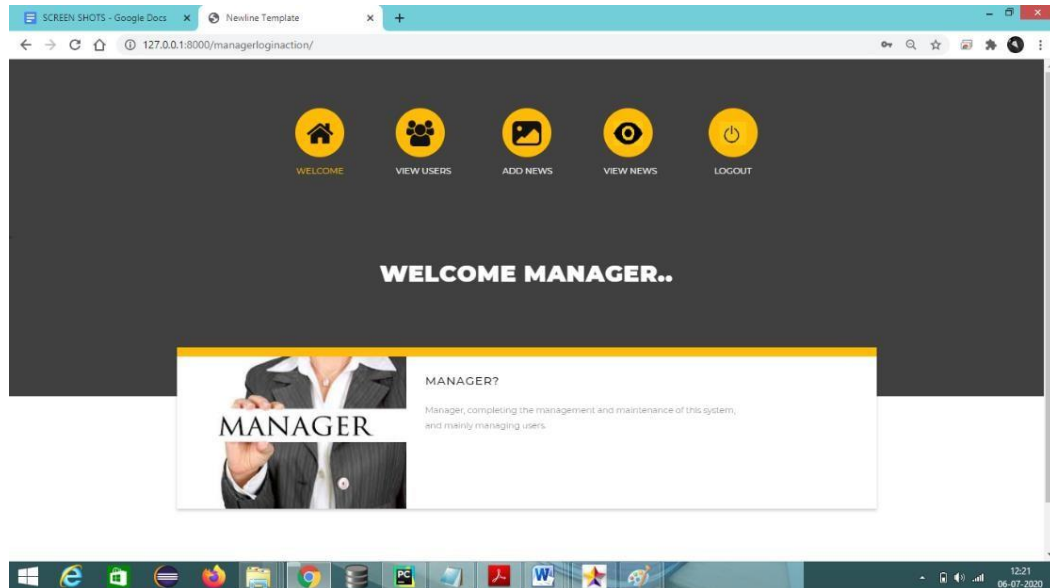 SCREEN SHOTS - Google Docs
Newline Template
127.0.0.1:8000/managerloginaction/
WELCOME
VIEW USERS
ADD NEWS
VIEW NEWS
LOGOUT
WELCOME MANAGER..
MANAGER
MANAGER?
Manager, completing the management and maintenance of this system,
and mainly managing users.
PC
W
12:21
06-07-2020